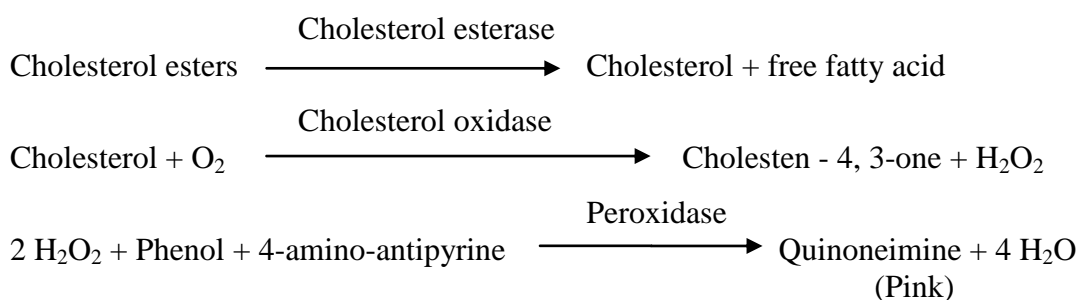 Cholesterol esterase
Cholesterol esters Cholesterol + free fatty acid
Cholesterol oxidase
Cholesterol + O₂ Cholesten - 4, 3-one + H₂O₂
Peroxidase
2 H₂O₂ + Phenol + 4-amino-antipyrine Quinoneimine + 4 H₂O
(Pink)